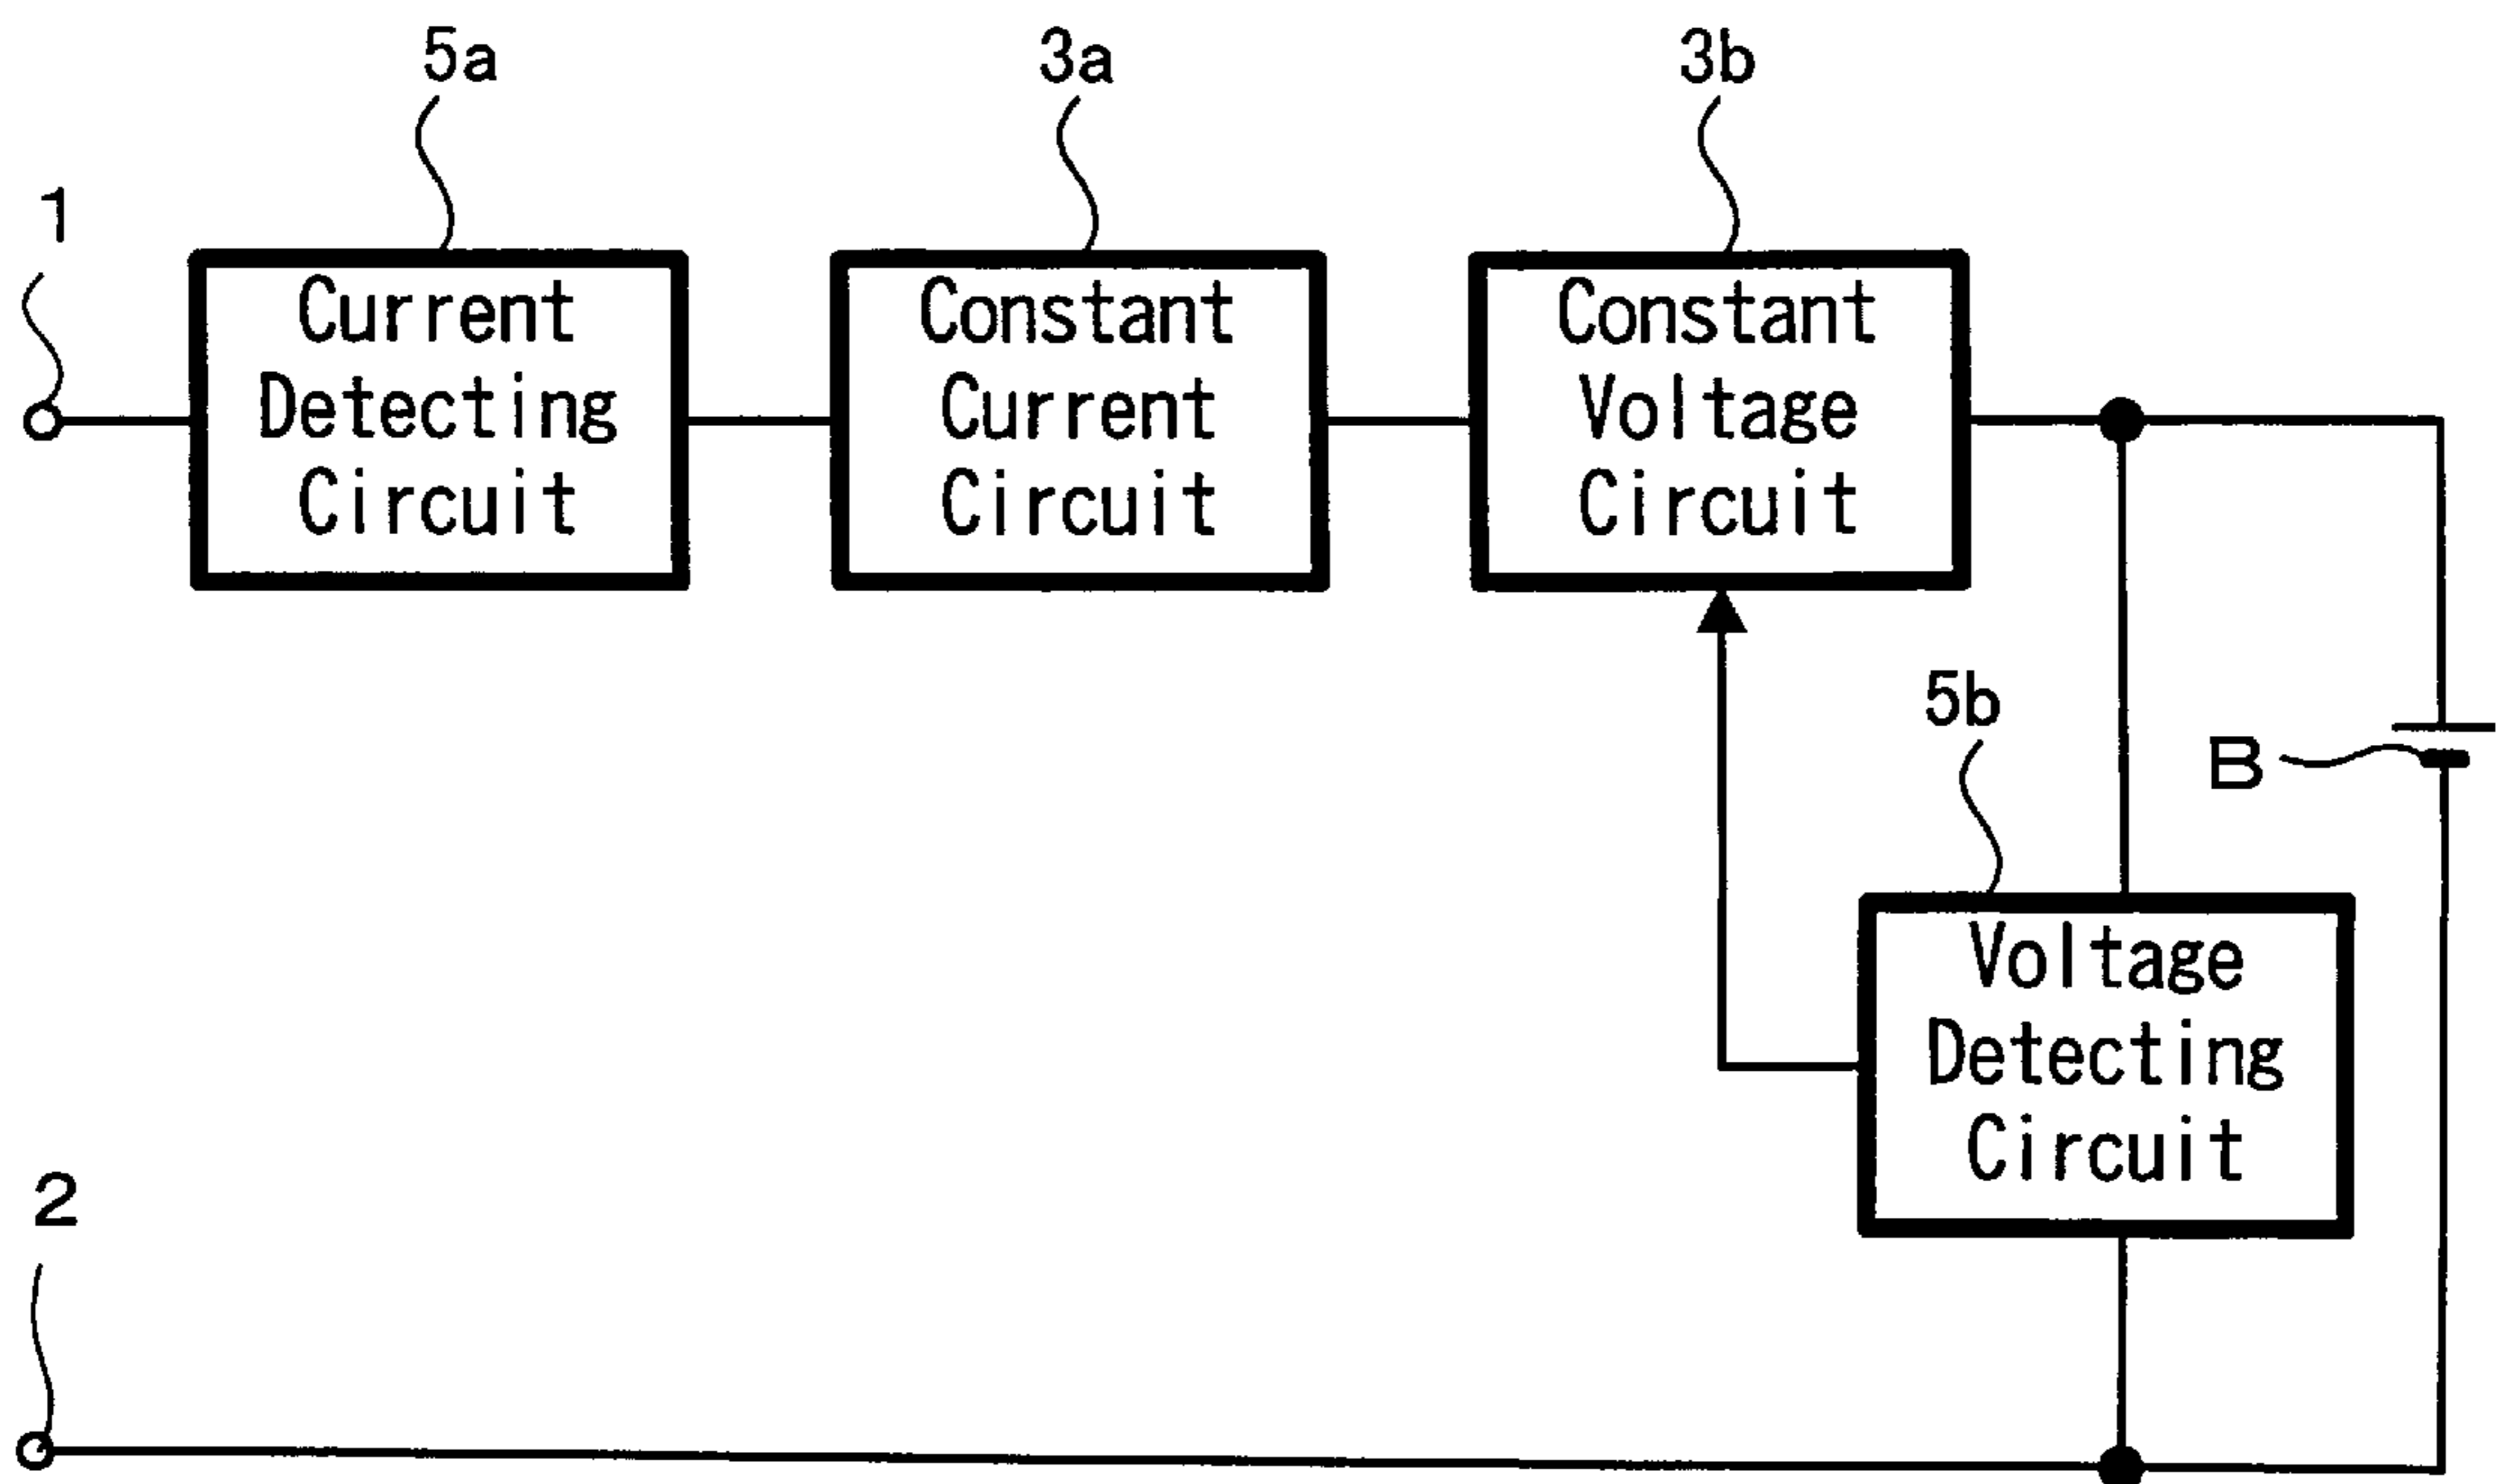 5a
3a
3b
1
Current
Detecting
Circuit
Constant
Current
Circuit
Constant
Voltage
Circuit
5b
B
Voltage
Detecting
Circuit
2